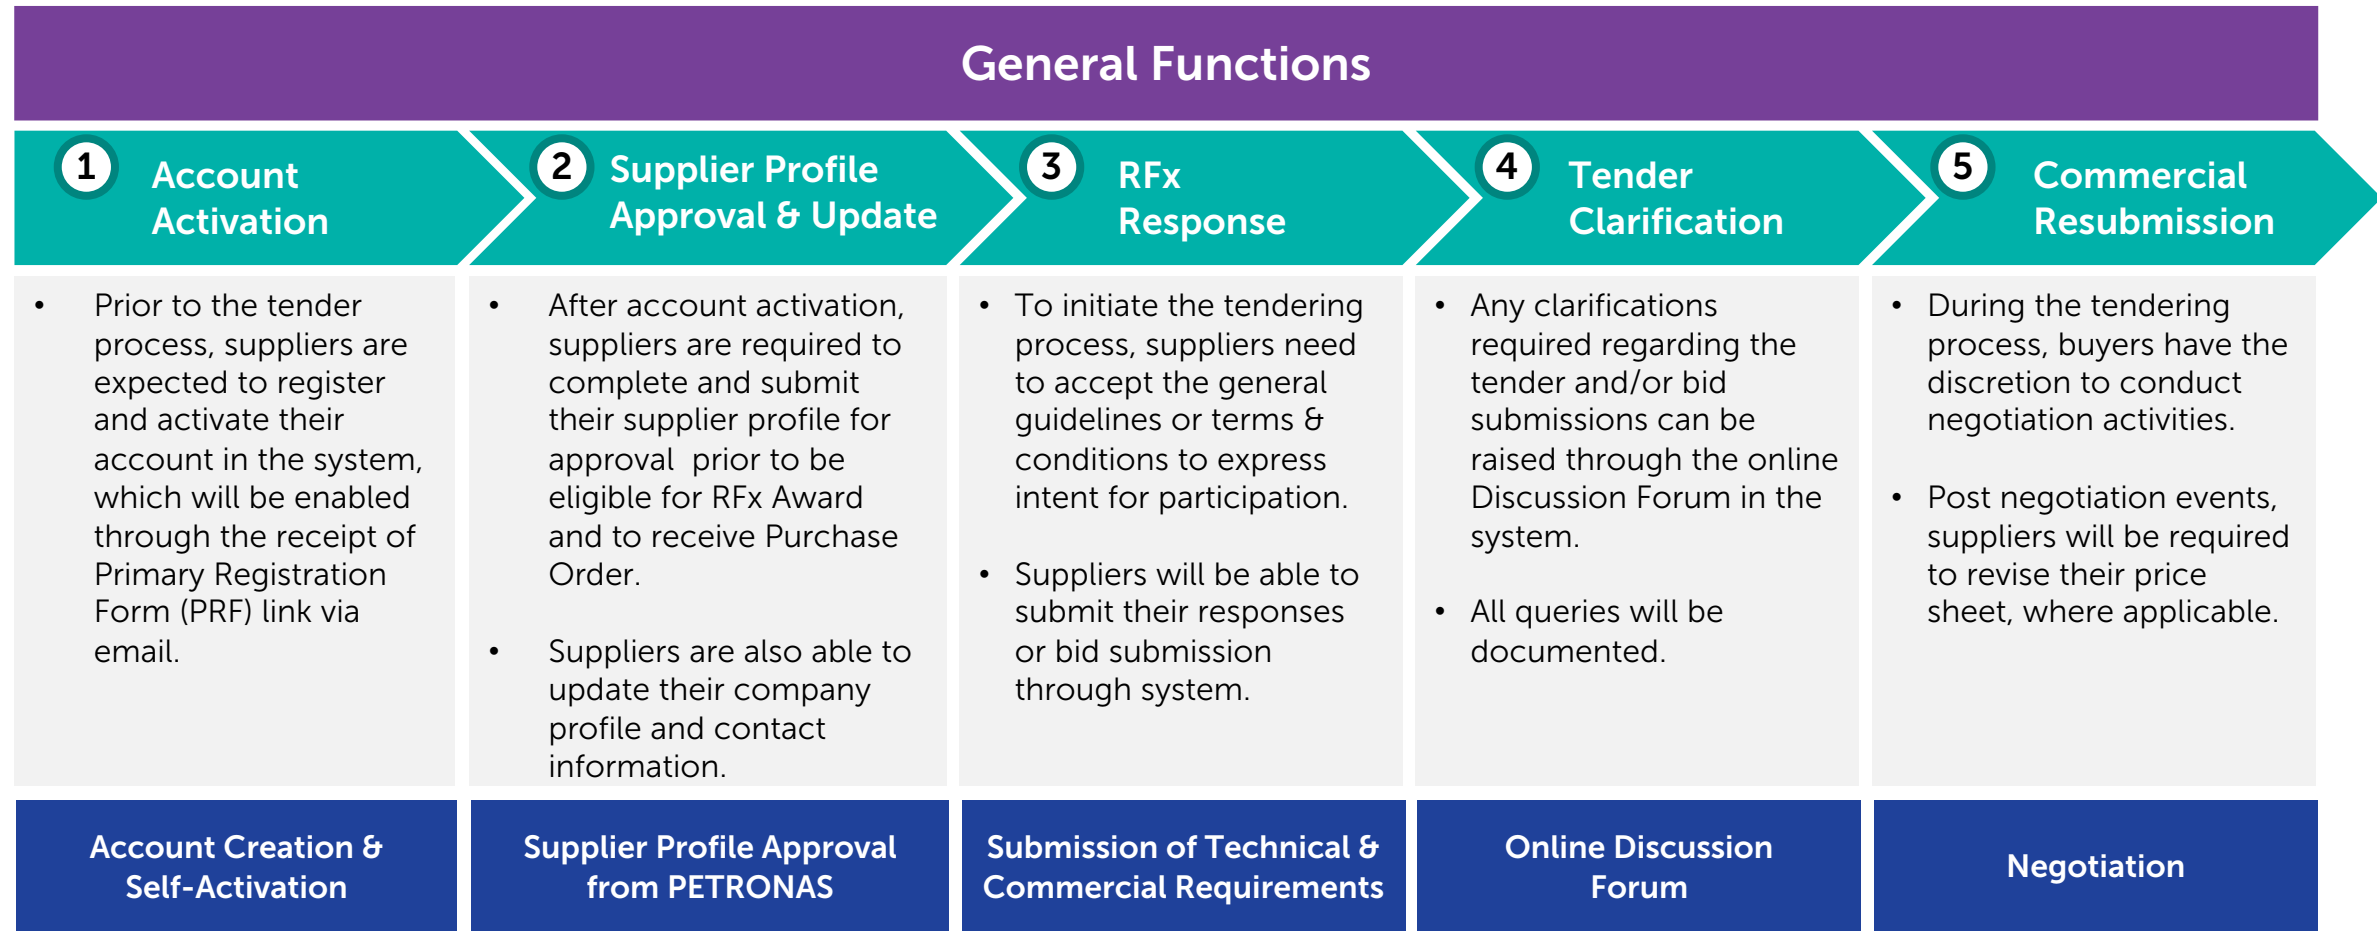 General Functions
1
Account
Activation
2
Supplier Profile
Approval & Update
3
RFx
Response
4
Tender
Clarification
5
Commercial
Resubmission
• Prior to the tender
process, suppliers are
expected to register
and activate their
account in the system,
which will be enabled
through the receipt of
Primary Registration
Form (PRF) link via
email.
• After account activation,
suppliers are required to
complete and submit
their supplier profile for
approval  prior to be
eligible for RFx Award
and to receive Purchase
Order.
• Suppliers are also able to
update their company
profile and contact
information.
• To initiate the tendering
process, suppliers need
to accept the general
guidelines or terms &
conditions to express
intent for participation.
• Suppliers will be able to
submit their responses
or bid submission
through system.
• Any clarifications
required regarding the
tender and/or bid
submissions can be
raised through the online
Discussion Forum in the
system.
• All queries will be
documented.
• During the tendering
process, buyers have the
discretion to conduct
negotiation activities.
• Post negotiation events,
suppliers will be required
to revise their price
sheet, where applicable.
Account Creation &
Self-Activation
Supplier Profile Approval
from PETRONAS
Submission of Technical &
Commercial Requirements
Online Discussion
Forum
Negotiation